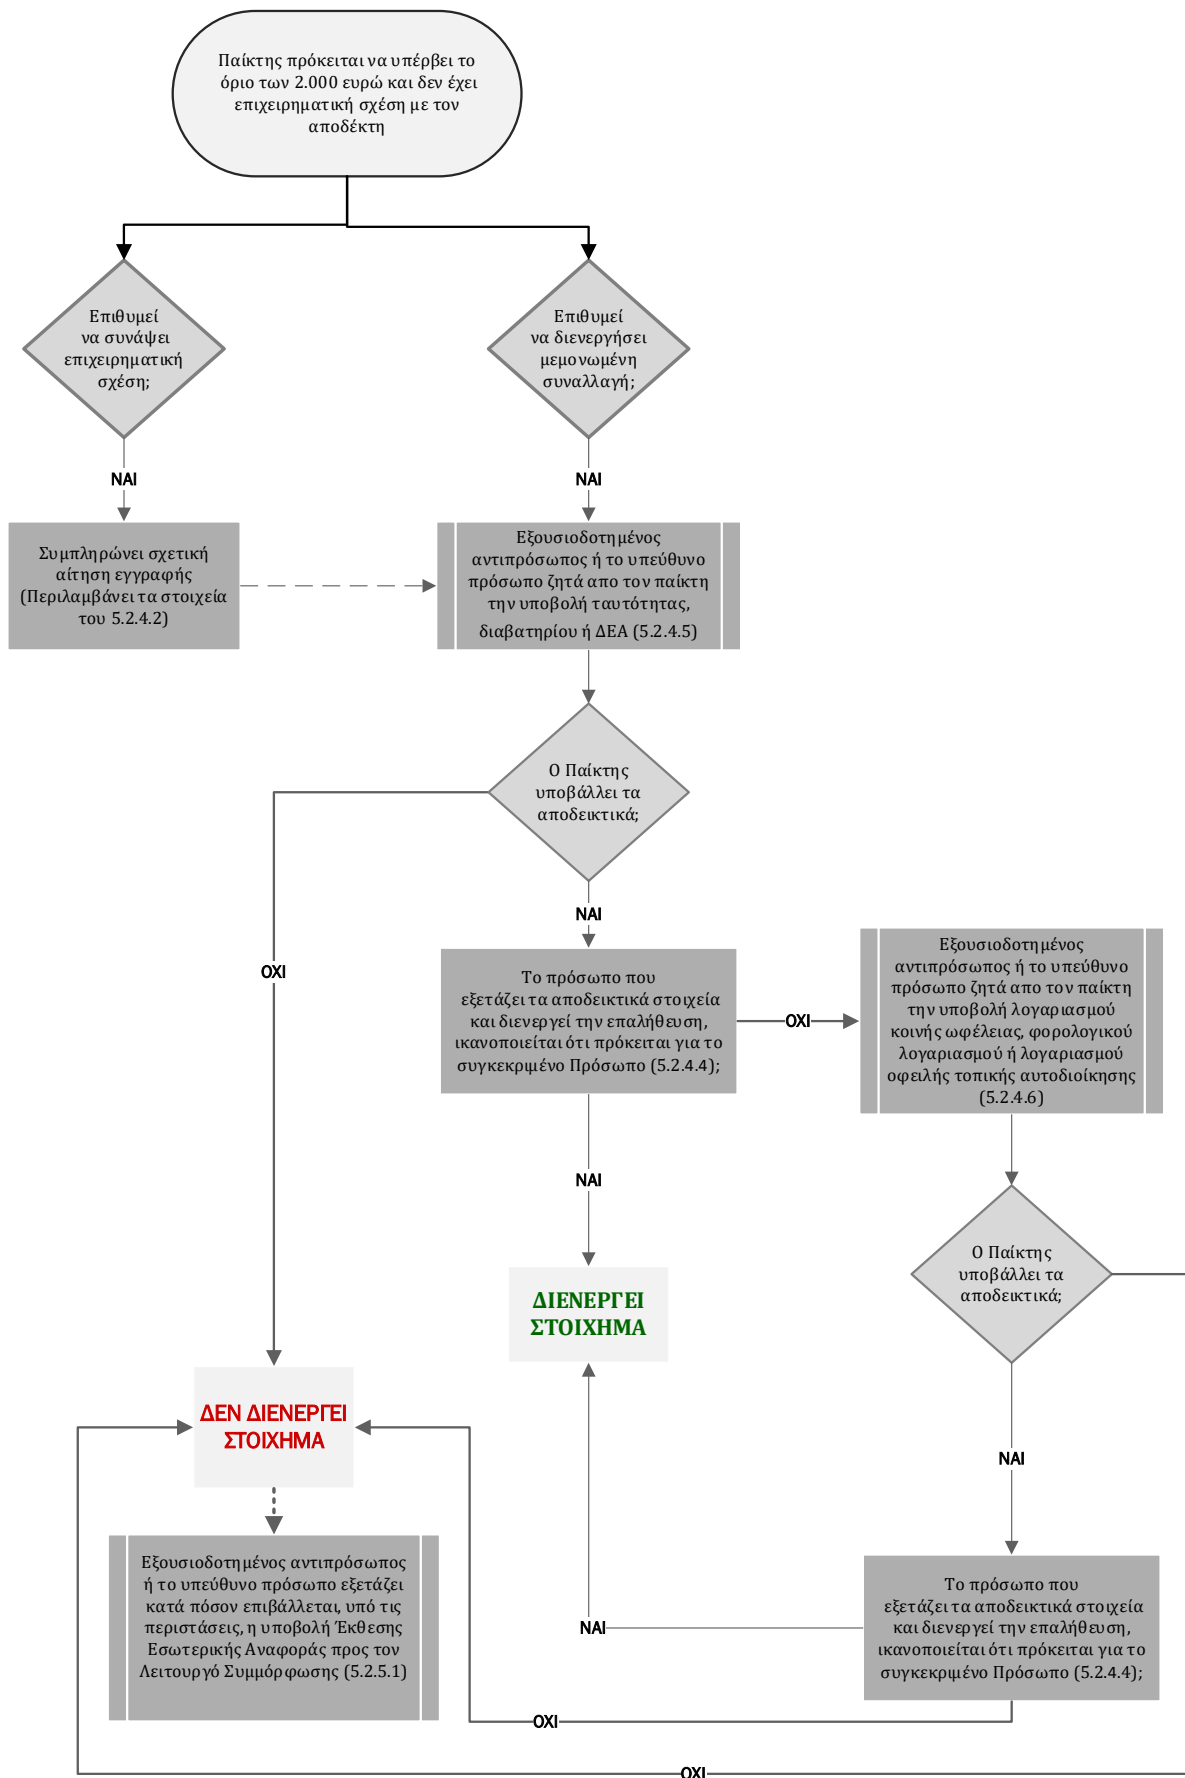 Παίκτης πρόκειται να υπέρβει το
όριο των 2.000 ευρώ και δεν έχει
επιχειρηματική σχέση με τον
αποδέκτη
Επιθυμεί
να συνάψει
επιχειρηματική
σχέση;
Επιθυμεί
να διενεργήσει
μεμονωμένη
συναλλαγή;
ΝΑΙ
ΝΑΙ
Συμπληρώνει σχετική
αίτηση εγγραφής
(Περιλαμβάνει τα στοιχεία
του 5.2.4.2)
Εξουσιοδοτημένος
αντιπρόσωπος ή το υπεύθυνο
πρόσωπο ζητά απο τον παίκτη
την υποβολή ταυτότητας,
διαβατηρίου ή ΔΕΑ (5.2.4.5)
Ο Παίκτης
υποβάλλει τα
αποδεικτικά;
ΝΑΙ
ΟΧΙ
Το πρόσωπο που
εξετάζει τα αποδεικτικά στοιχεία
και διενεργεί την επαλήθευση,
ικανοποιείται ότι πρόκειται για το
συγκεκριμένο Πρόσωπο (5.2.4.4);
ΟΧΙ
Εξουσιοδοτημένος
αντιπρόσωπος ή το υπεύθυνο
πρόσωπο ζητά απο τον παίκτη
την υποβολή λογαριασμού
κοινής ωφέλειας, φορολογικού
λογαριασμού ή λογαριασμού
οφειλής τοπικής αυτοδιοίκησης
(5.2.4.6)
ΝΑΙ
Ο Παίκτης
υποβάλλει τα
αποδεικτικά;
ΔΙΕΝΕΡΓΕΙ
ΣΤΟΙΧΗΜΑ
ΔΕΝ ΔΙΕΝΕΡΓΕΙ
ΣΤΟΙΧΗΜΑ
ΝΑΙ
Εξουσιοδοτημένος αντιπρόσωπος
ή το υπεύθυνο πρόσωπο εξετάζει
κατά πόσον επιβάλλεται, υπό τις
περιστάσεις, η υποβολή Έκθεσης
Εσωτερικής Αναφοράς προς τον
Λειτουργό Συμμόρφωσης (5.2.5.1)
Το πρόσωπο που
εξετάζει τα αποδεικτικά στοιχεία
και διενεργεί την επαλήθευση,
ικανοποιείται ότι πρόκειται για το
συγκεκριμένο Πρόσωπο (5.2.4.4);
ΝΑΙ
ΟΧΙ
ΟΧΙ